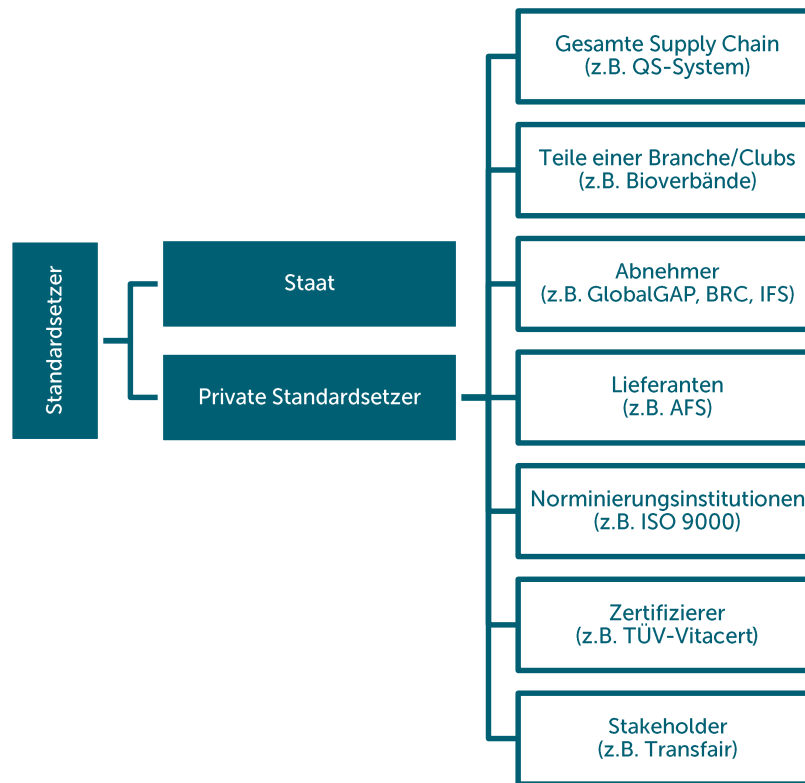 Standardsetzer
Staat
Private Standardsetzer
Gesamte Supply Chain
(z.B. QS-System)
Teile einer Branche/Clubs
(z.B. Bioverbände)
Abnehmer
(z.B. GlobalGAP, BRC, IFS)
Lieferanten
(z.B. AFS)
Norminierungsinstitutionen
(z.B. ISO 9000)
Zertifizierer
(z.B. TÜV-Vitacert)
Stakeholder
(z.B. Transfair)